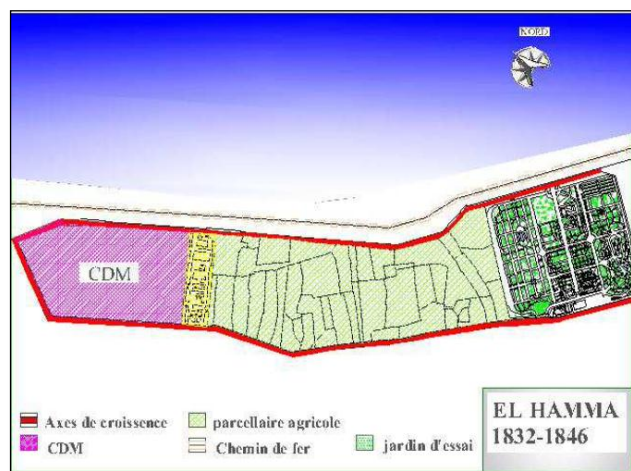 NORD
CDM
Axes de croissence
parcellaire agricole
CDM
Chemin de fer
jardin d'essai
EL HAMMA
1832-1846